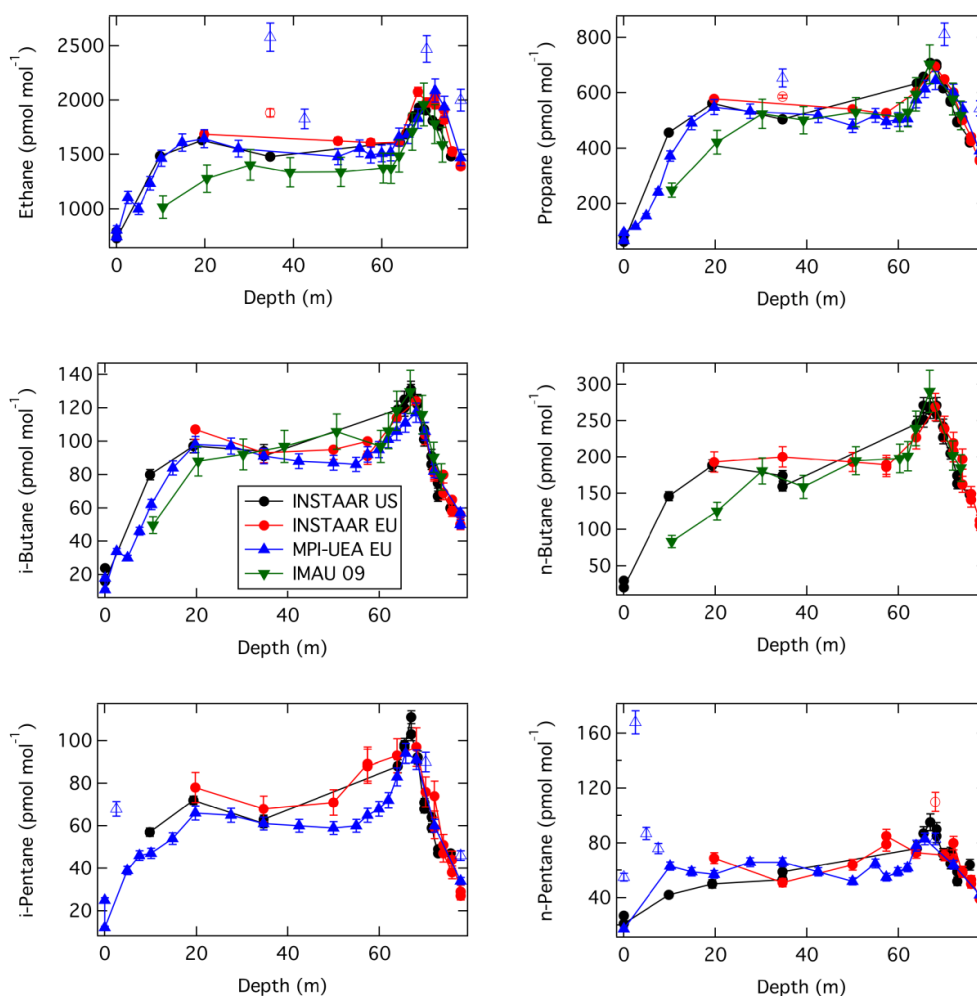 2500
2000
1500
1000
0 20 40 60
Ethane (pmol mol⁻¹)
Depth (m)
800
600
400
200
0 20 40 60
Propane (pmol mol⁻¹)
Depth (m)
140
120
100
80
60
40
20
0 20 40 60
i-Butane (pmol mol⁻¹)
Depth (m)
INSTAAR US
INSTAAR EU
MPI-UEA EU
IMAU 09
300
250
200
150
100
50
0 20 40 60
n-Butane (pmol mol⁻¹)
Depth (m)
100
80
60
40
20
0 20 40 60
i-Pentane (pmol mol⁻¹)
Depth (m)
160
120
80
40
0 20 40 60
n-Pentane (pmol mol⁻¹)
Depth (m)